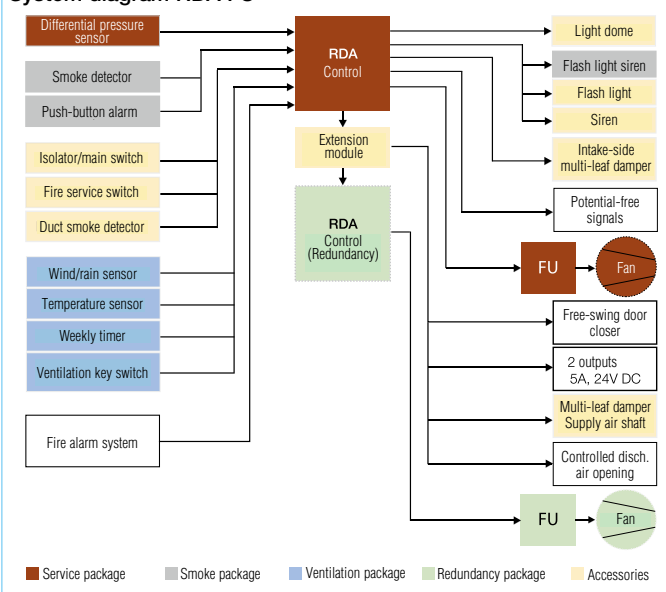 Differential pressure
sensor
Smoke detector
Push-button alarm
Isolator/main switch
Fire service switch
Duct smoke detector
Wind/rain sensor
Temperature sensor
Weekly timer
Ventilation key switch
Fire alarm system
RDA
Control
Extension
module
RDA
Control
(Redundancy)
Light dome
Flash light siren
Flash light
Siren
Intake-side
multi-leaf damper
Potential-free
signals
FU
Fan
Free-swing door
closer
2 outputs
5A, 24V DC
Multi-leaf damper
Supply air shaft
Controlled disch.
air opening
FU
Fan
Service package
Smoke package
Ventilation package
Redundancy package
Accessories